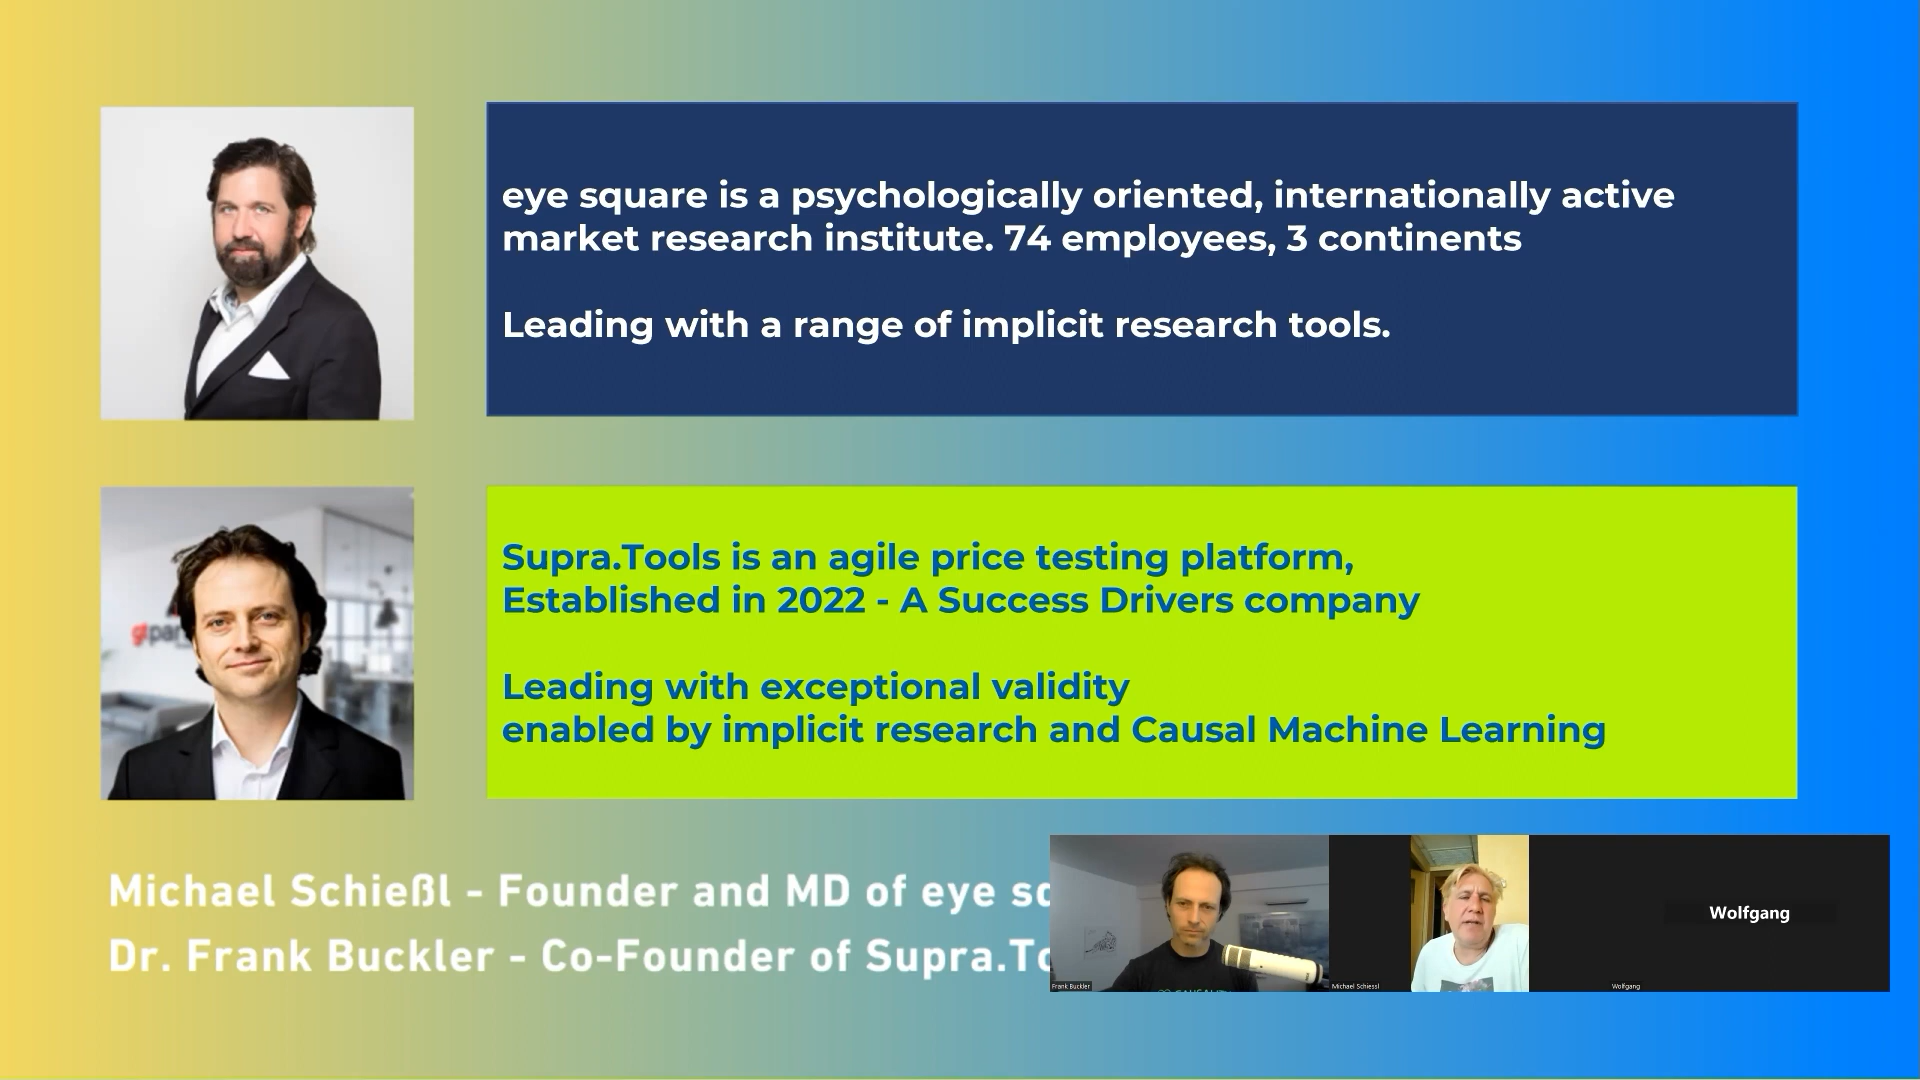 eye square is a psychologically oriented, internationally active
market research institute. 74 employees, 3 continents
Leading with a range of implicit research tools.
Supra.Tools is an agile price testing platform,
Established in 2022 - A Success Drivers company
Leading with exceptional validity
enabled by implicit research and Causal Machine Learning
Michael Schießl - Founder and MD of eye
Dr. Frank Buckler - Co-Founder of
Wolfgang
Frank Buckler
Michael Schiessl
Wolfgang